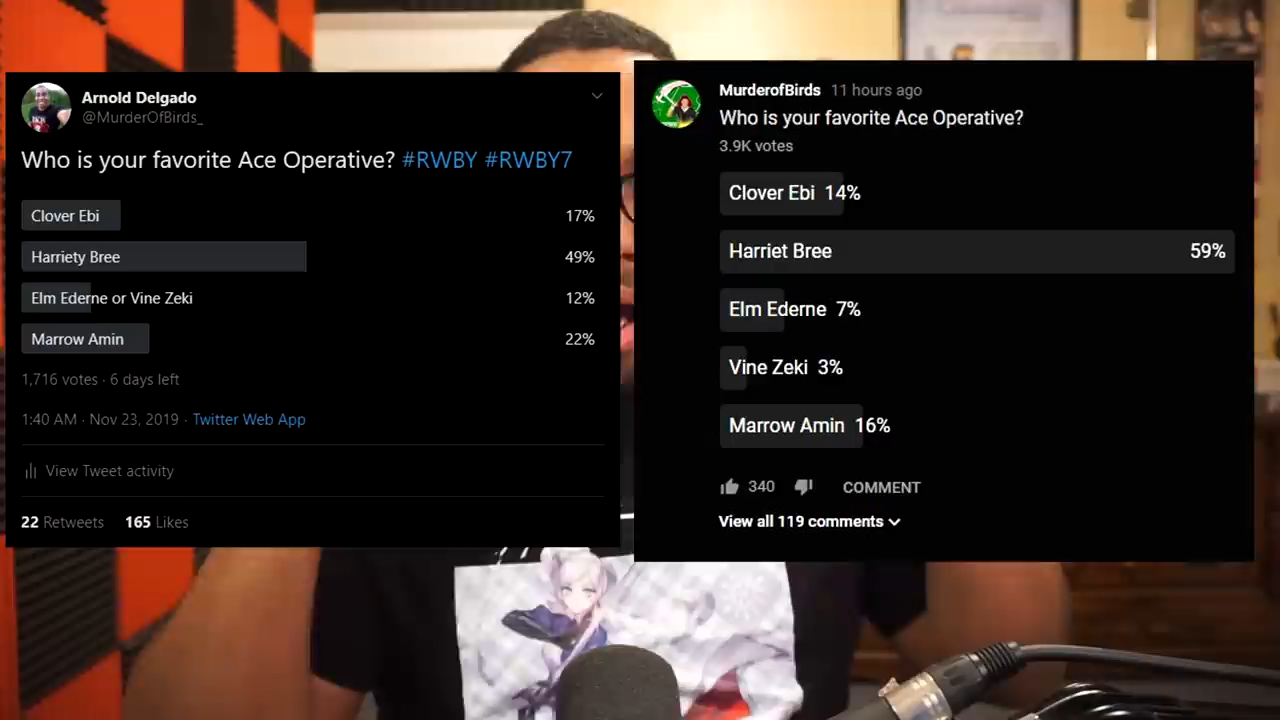 Arnold Delgado
@MurderOfBirds_
Who is your favorite Ace Operative? #RWBY #RWBY7
Clover Ebi 17%
Harriety Bree 49%
Elm Ederne or Vine Zeki 12%
Marrow Amin 22%
1,716 votes · 6 days left
1:40 AM · Nov 23, 2019 · Twitter Web App
View Tweet activity
22 Retweets 165 Likes
MurderofBirds 11 hours ago
Who is your favorite Ace Operative?
3.9K votes
Clover Ebi 14%
Harriet Bree 59%
Elm Ederne 7%
Vine Zeki 3%
Marrow Amin 16%
340 COMMENT
View all 119 comments